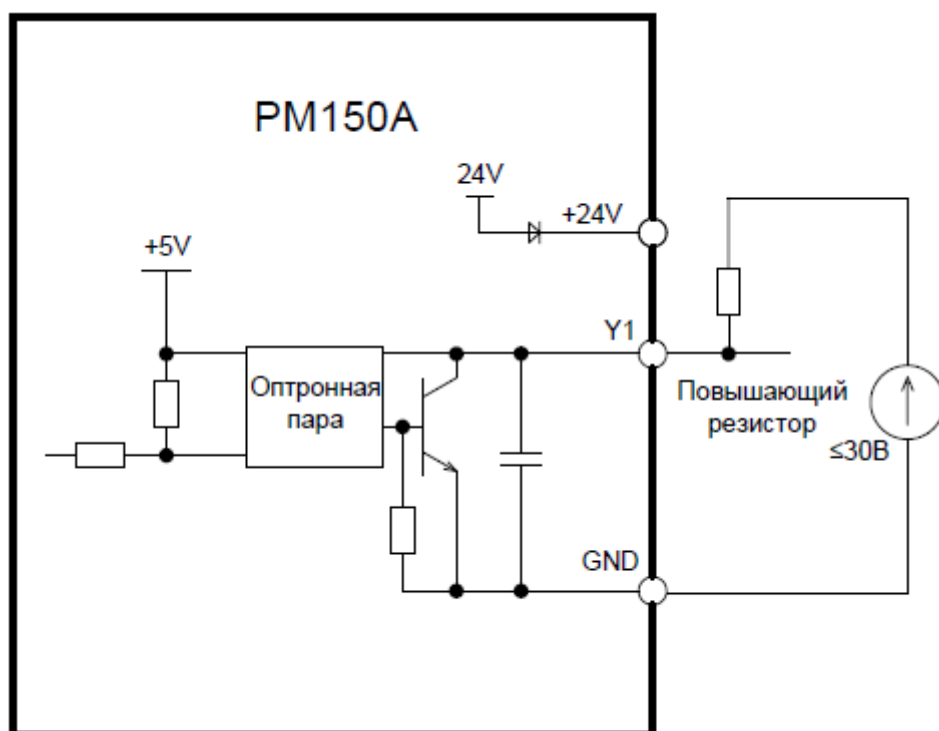 PM150A
24V
+24V
+5V
Y1
Оптронная
пара
Повышающий
резистор
≤30В
GND